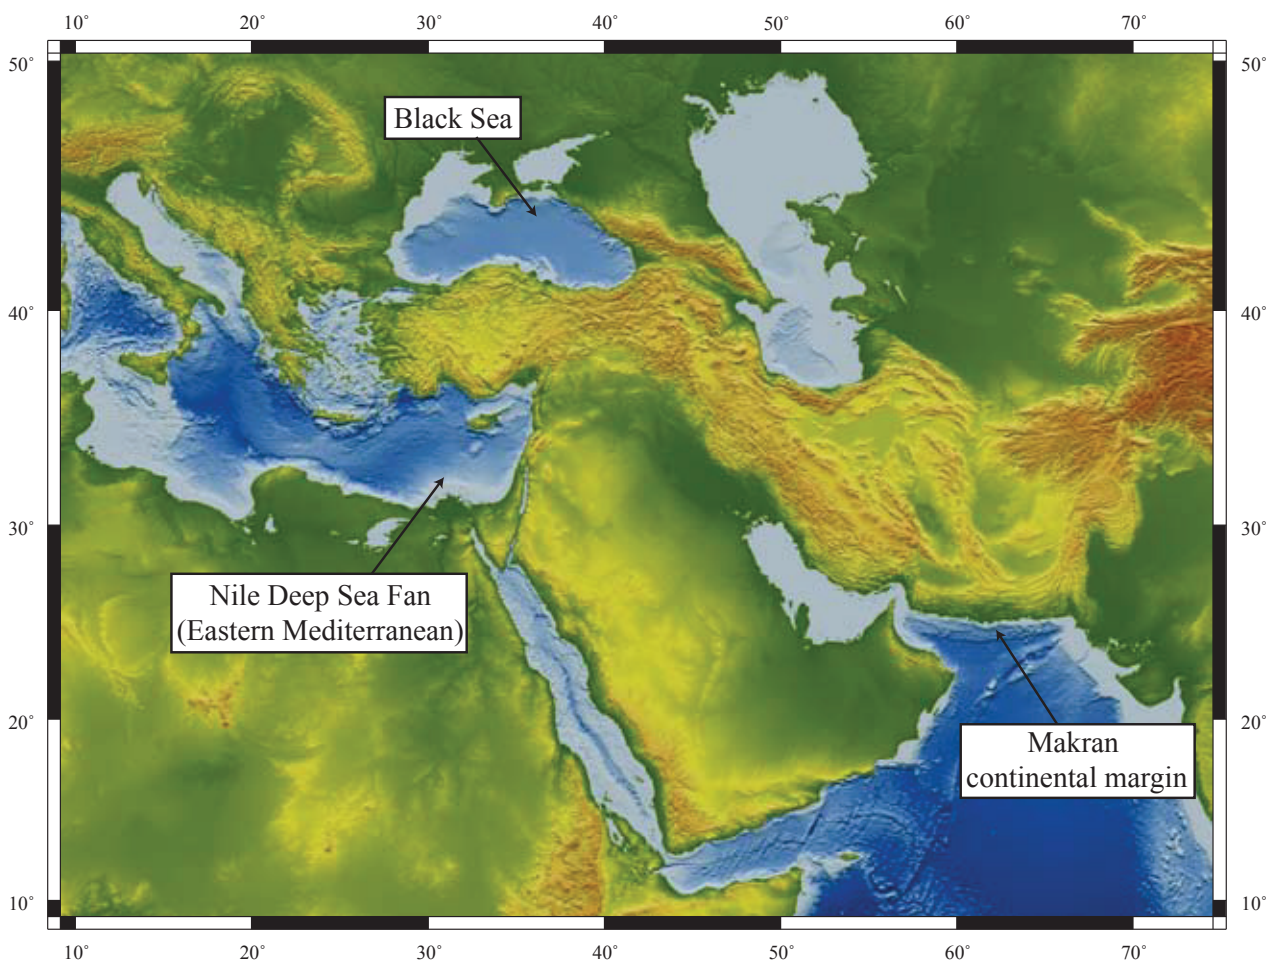 10° 20° 30° 40° 50° 60° 70°
50° 50°
Black Sea
40° 40°
30° 30°
Nile Deep Sea Fan
(Eastern Mediterranean)
20° 20°
Makran
continental margin
10° 10°
10° 20° 30° 40° 50° 60° 70°